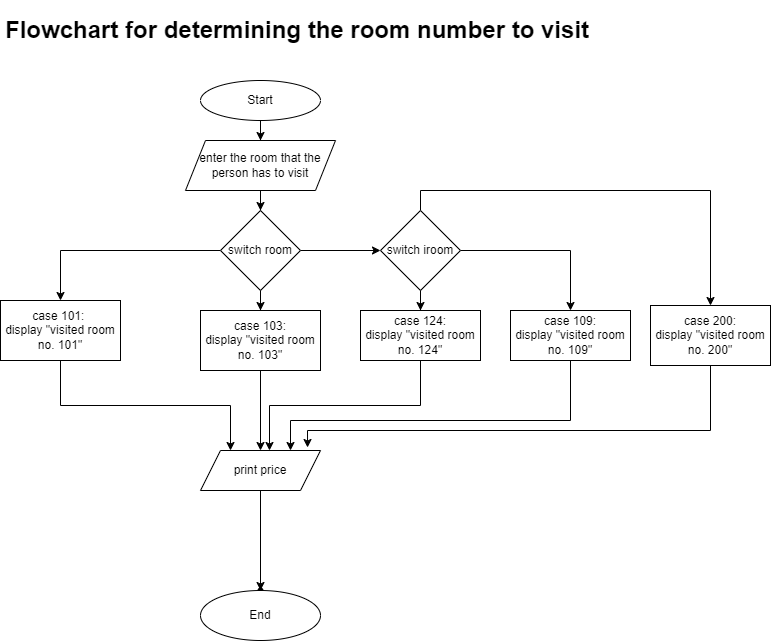 Flowchart for determining the room number to visit
Start
enter the room that the
person has to visit
switch room
switch iroom
case 101:
display "visited room
no. 101"
case 103:
display "visited room
no. 103"
case 124:
display "visited room
no. 124"
case 109:
display "visited room
no. 109"
case 200:
display "visited room
no. 200"
print price
End